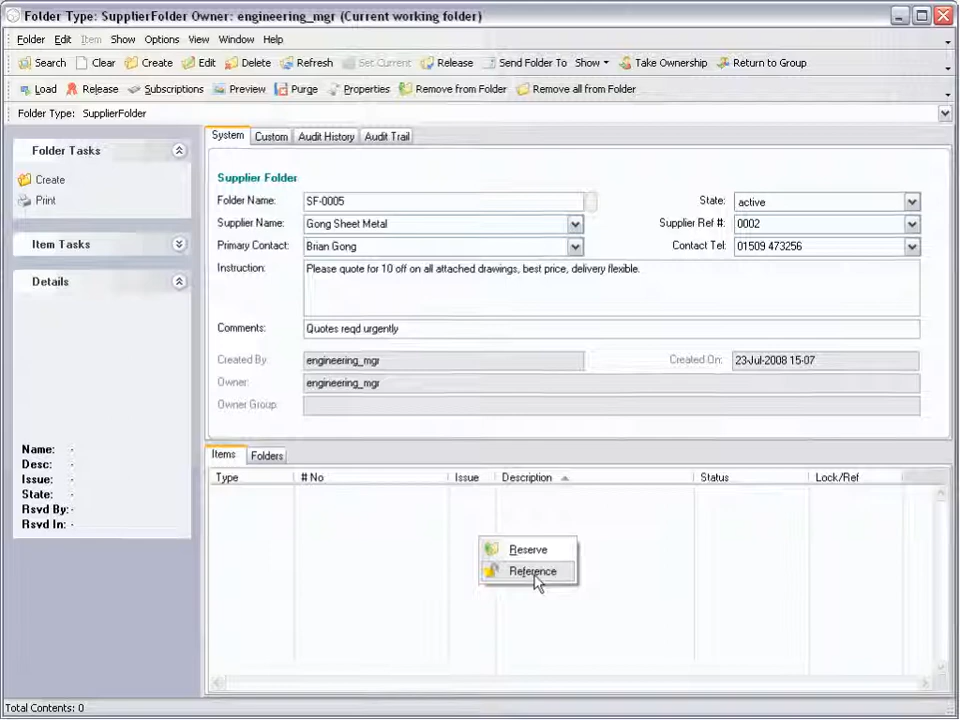 Folder Type: SupplierFolder Owner: engineering_mgr (Current working folder)
Folder Edit Item Show Options View Window Help
Search Clear Create Edit Delete Refresh Set Current Release Send Folder To Show Take Ownership Return to Group
Load Release Subscriptions Preview Purge Properties Remove from Folder Remove all from Folder
Folder Type: SupplierFolder
Folder Tasks
Create
Print
Item Tasks
Details
Name: -
Desc: -
Issue: -
State: -
Rsvd By: -
Rsvd In: -
System Custom Audit History Audit Trail
Supplier Folder
Folder Name: SF-0005 State: active
Supplier Name: Gong Sheet Metal Supplier Ref #: 0002
Primary Contact: Brian Gong Contact Tel: 01509 473256
Instruction: Please quote for 10 off on all attached drawings, best price, delivery flexible.
Comments: Quotes reqd urgently
Created By engineering_mgr Created On: 23-Jul-2008 15-07
Owner: engineering_mgr
Owner Group:
Items Folders
Type # No Issue Description Status Lock/Ref
Reserve
Reference
Total Contents: 0